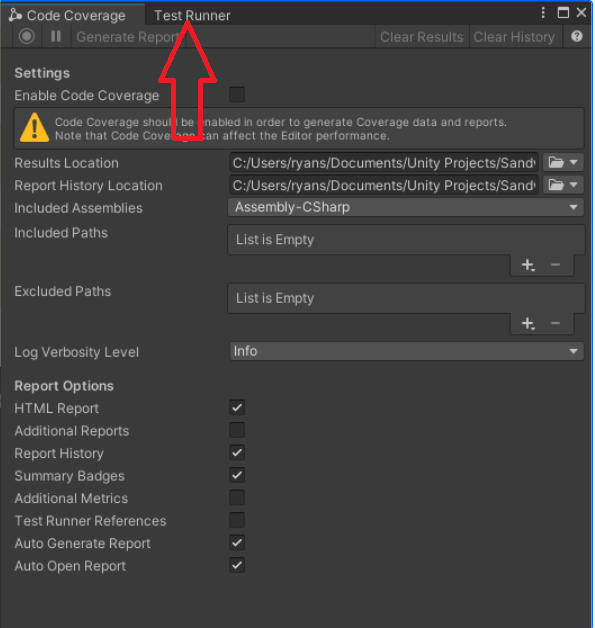 Code Coverage Test Runner
Generate Report Clear Results Clear History
Settings
Enable Code Coverage
Code Coverage should be enabled in order to generate Coverage data and reports.
Note that Code Coverage can affect the Editor performance.
Results Location C:/Users/ryans/Documents/Unity Projects/Sand
Report History Location C:/Users/ryans/Documents/Unity Projects/Sand
Included Assemblies Assembly-CSharp
Included Paths List is Empty
Excluded Paths List is Empty
Log Verbosity Level Info
Report Options
HTML Report
Additional Reports
Report History
Summary Badges
Additional Metrics
Test Runner References
Auto Generate Report
Auto Open Report